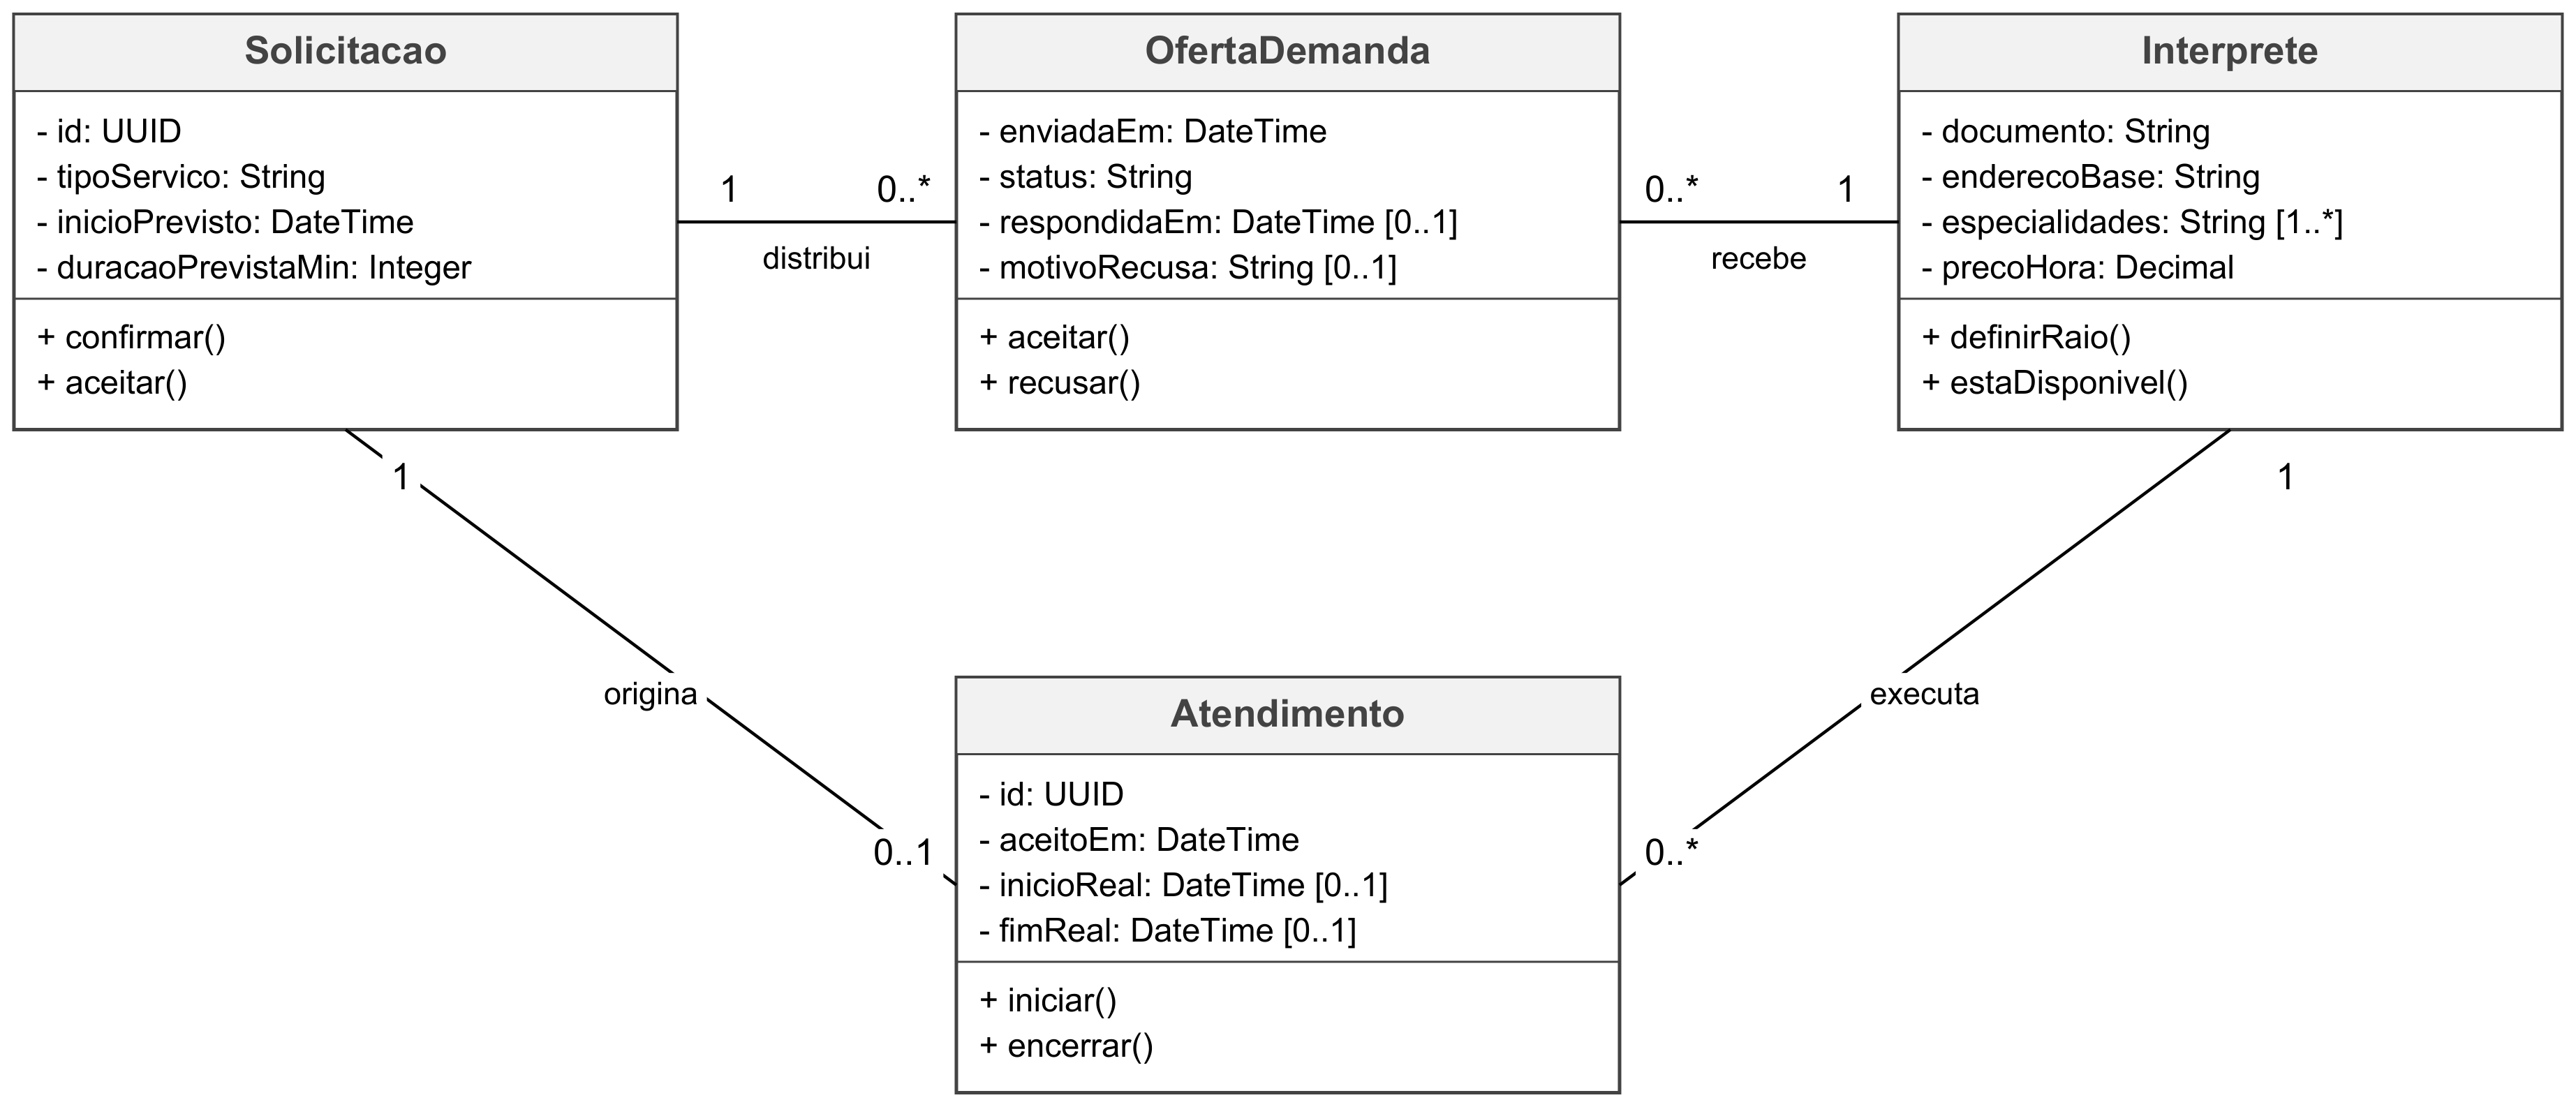 Solicitacao
- id: UUID
- tipoServico: String
- inicioPrevisto: DateTime
- duracaoPrevistaMin: Integer
+ confirmar()
+ aceitar()
1
0..*
distribui
OfertaDemanda
- enviadaEm: DateTime
- status: String
- respondidaEm: DateTime [0..1]
- motivoRecusa: String [0..1]
+ aceitar()
+ recusar()
0..*
1
recebe
Interprete
- documento: String
- enderecoBase: String
- especialidades: String [1..*]
- precoHora: Decimal
+ definirRaio()
+ estaDisponivel()
1
origina
0..1
1
executa
0..*
Atendimento
- id: UUID
- aceitoEm: DateTime
- inicioReal: DateTime [0..1]
- fimReal: DateTime [0..1]
+ iniciar()
+ encerrar()